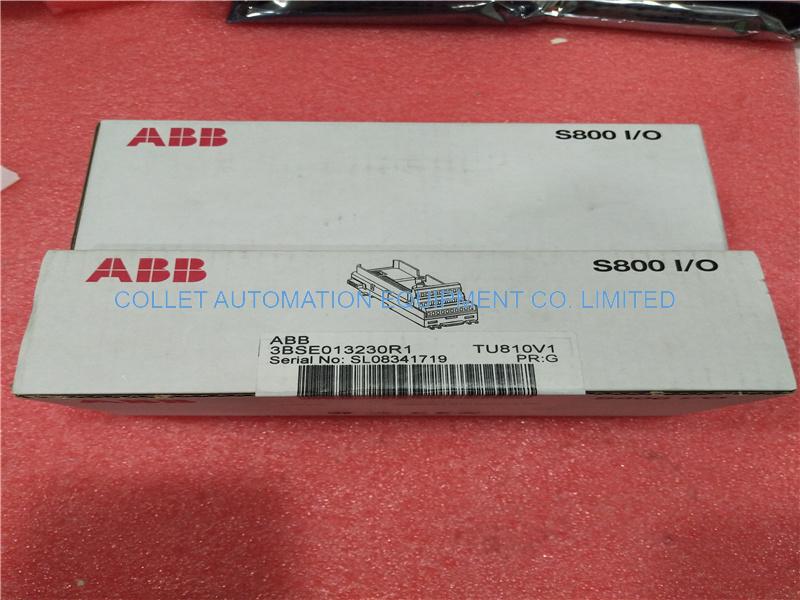 ABB S800 I/O
ABB S800 I/O
COLLET AUTOMATION EQUIPMENT CO. LIMITED
ABB
3BSE013230R1 TU810V1
Serial No: SL08341719 PR:G